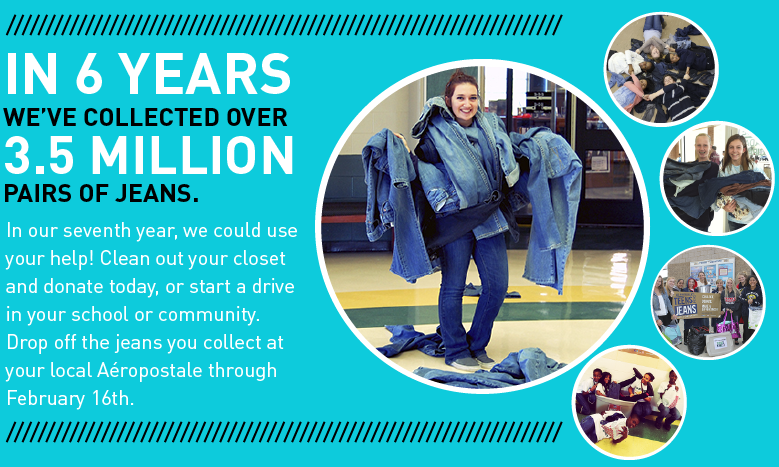 IN 6 YEARS
WE'VE COLLECTED OVER
3.5 MILLION
PAIRS OF JEANS.
In our seventh year, we could use
your help! Clean out your closet
and donate today, or start a drive
in your school or community.
Drop off the jeans you collect at
your local Aéropostale through
February 16th.
TEENS
JEANS